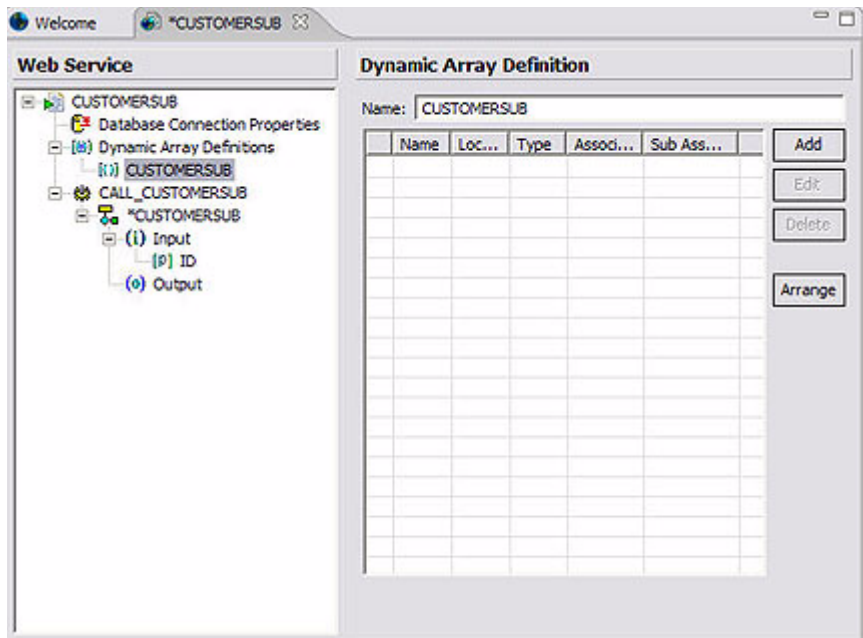 Welcome
*CUSTOMERSUB
Web Service
CUSTOMERSUB
Database Connection Properties
Dynamic Array Definitions
CUSTOMERSUB
CALL_CUSTOMERSUB
*CUSTOMERSUB
Input
ID
Output
Dynamic Array Definition
Name: CUSTOMERSUB
Name Loc... Type Associ... Sub Ass...
Add
Edit
Delete
Arrange